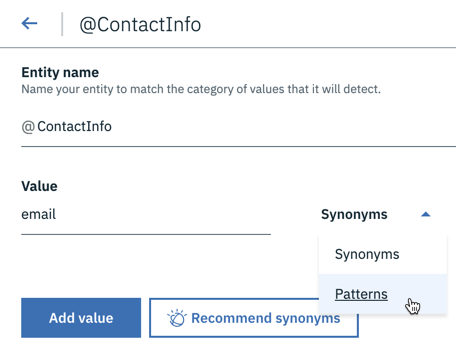 @ContactInfo
Entity name
Name your entity to match the category of values that it will detect.
@ContactInfo
Value
email
Synonyms
Synonyms
Patterns
Add value
Recommend synonyms